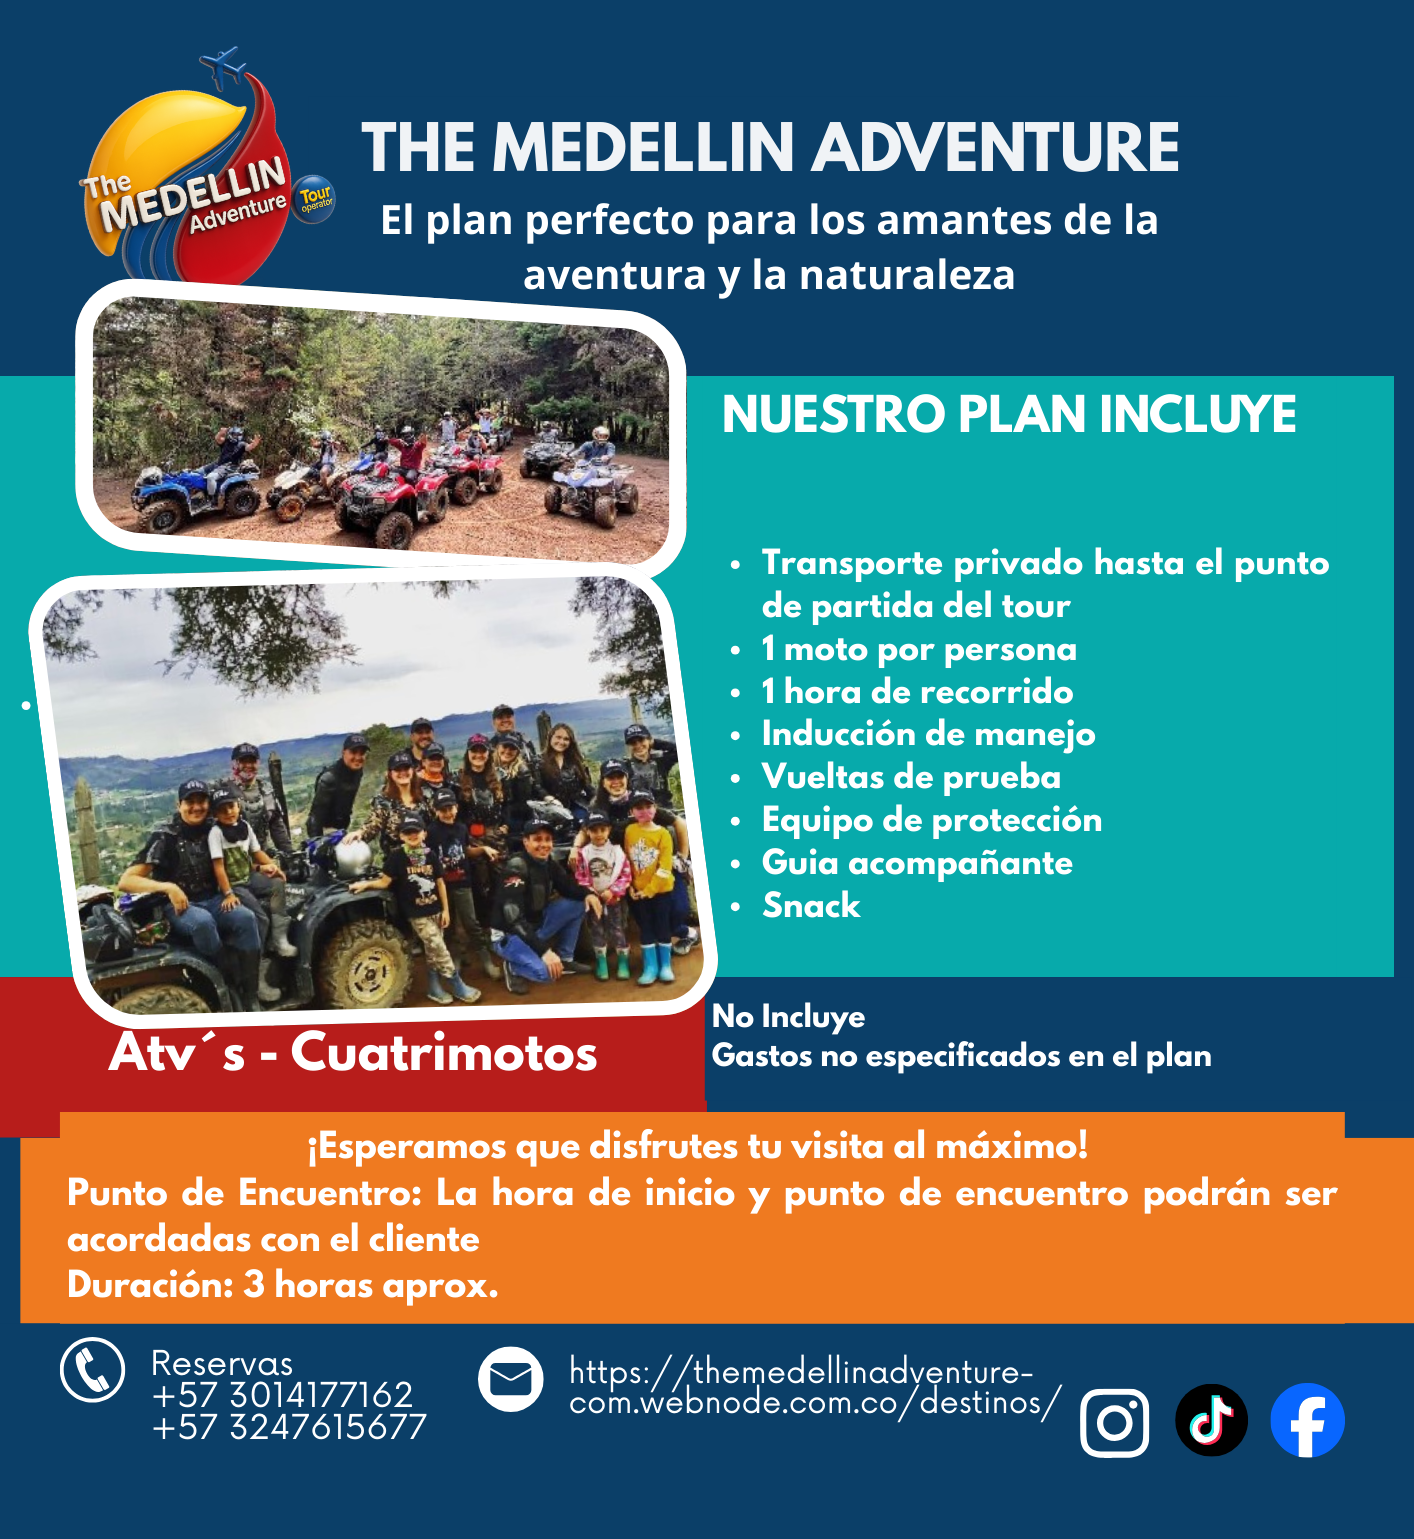 The
MEDELLIN
Adventure
Tour
operator
THE MEDELLIN ADVENTURE
El plan perfecto para los amantes de la
aventura y la naturaleza
NUESTRO PLAN INCLUYE
• Transporte privado hasta el punto
de partida del tour
• 1 moto por persona
• 1 hora de recorrido
• Inducción de manejo
• Vueltas de prueba
• Equipo de protección
• Guia acompañante
• Snack
Atv´s - Cuatrimotos
No Incluye
Gastos no especificados en el plan
¡Esperamos que disfrutes tu visita al máximo!
Punto de Encuentro: La hora de inicio y punto de encuentro podrán ser
acordadas con el cliente
Duración: 3 horas aprox.
Reservas
+57 3014177162
+57 3247615677
https://themedellinadventure-
com.webnode.com.co/destinos/